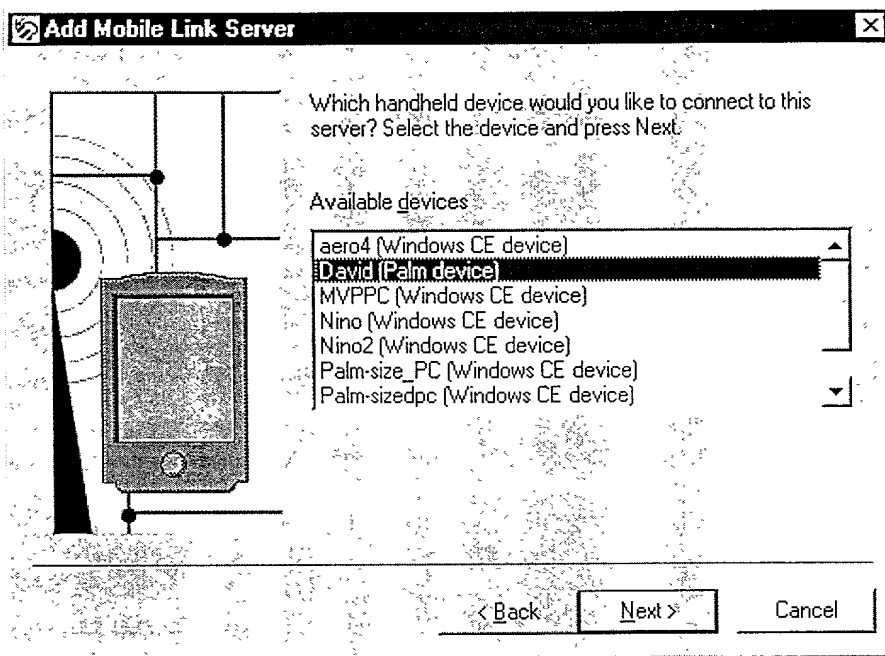 Add Mobile Link Server
Which handheld device would you like to connect to this
server? Select the device and press Next.
Available devices
aero4 (Windows CE device)
David (Palm device)
MVPPC (Windows CE device)
Nino (Windows CE device)
Nino2 (Windows CE device)
Palm-size_PC (Windows CE device)
Palm-sizedpc (Windows CE device)
< Back
Next >
Cancel